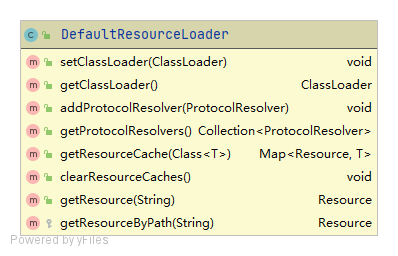 DefaultResourceLoader
setClassLoader(ClassLoader) void
getClassLoader() ClassLoader
addProtocolResolver(ProtocolResolver) void
getProtocolResolvers() Collection<ProtocolResolver>
getResourceCache(Class<T>) Map<Resource, T>
clearResourceCaches() void
getResource(String) Resource
getResourceByPath(String) Resource
Powered by yFiles